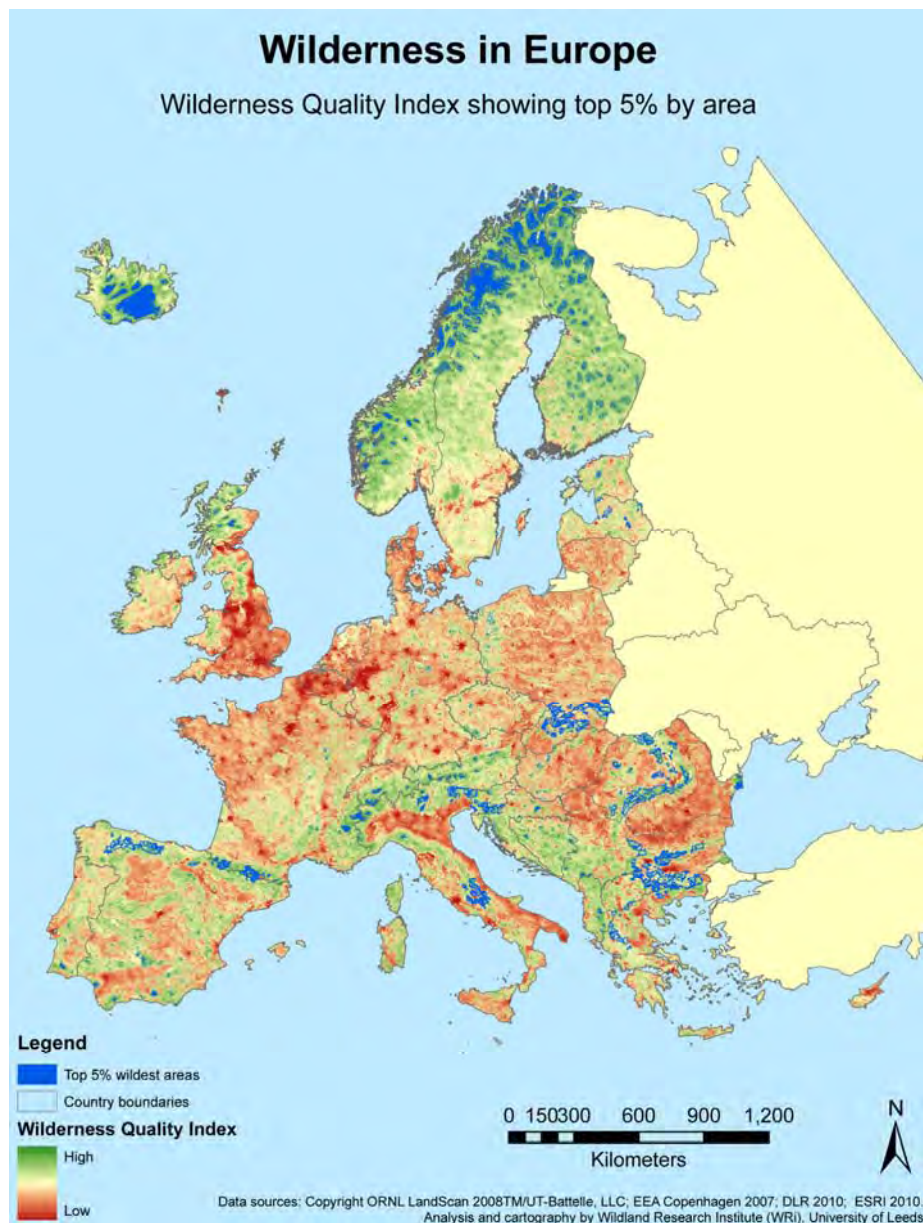 Wilderness in Europe
Wilderness Quality Index showing top 5% by area
Legend
Top 5% wildest areas
Country boundaries
Wilderness Quality Index
High
Low
0 150300 600 900 1,200
Kilometers
N
Data sources: Copyright ORNL LandScan 2008TM/UT-Battelle, LLC; EEA Copenhagen 2007; DLR 2010; ESRI 2010.
Analysis and cartography by Wildland Research Institute (WRi), University of Leeds